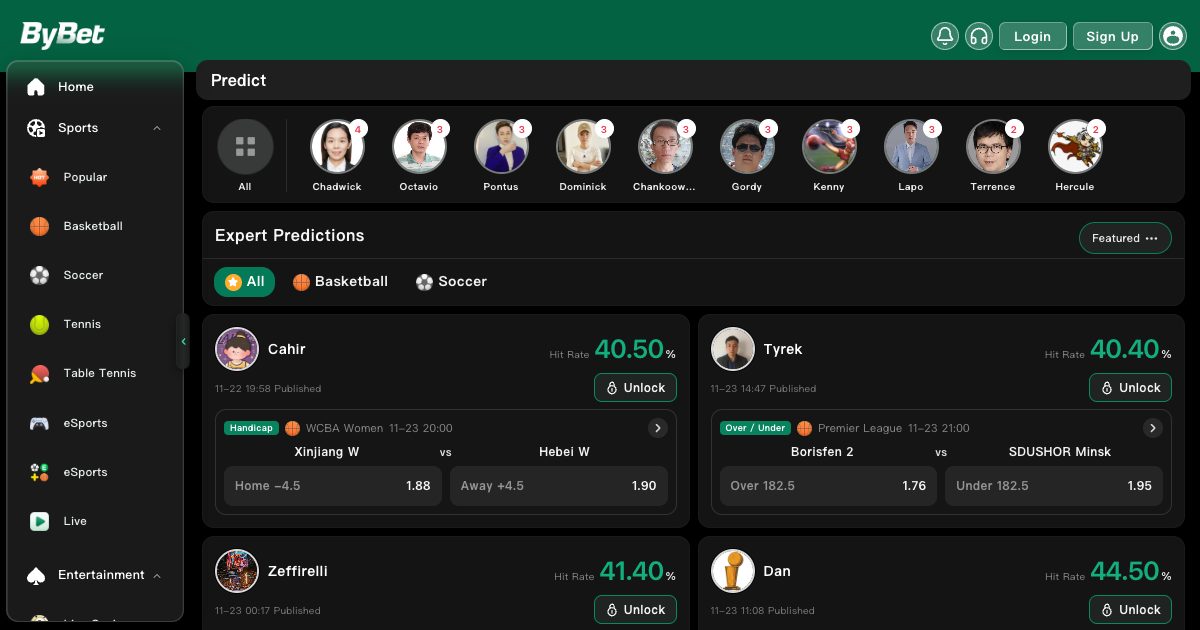 ByBet
Login
Sign Up
Home
Sports
HOT
Popular
Basketball
Soccer
Tennis
Table Tennis
eSports
eSports
Live
Entertainment
Predict
All
4
Chadwick
3
Octavio
3
Pontus
3
Dominick
3
Chankoow...
3
Gordy
3
Kenny
3
Lapo
2
Terrence
2
Hercule
Expert Predictions
Featured ···
All
Basketball
Soccer
Cahir
Hit Rate 40.50%
11-22 19:58 Published
Unlock
Handicap WCBA Women 11-23 20:00
Xinjiang W vs Hebei W
Home -4.5 1.88
Away +4.5 1.90
Tyrek
Hit Rate 40.40%
11-23 14:47 Published
Unlock
Over / Under Premier League 11-23 21:00
Borisfen 2 vs SDUSHOR Minsk
Over 182.5 1.76
Under 182.5 1.95
Zeffirelli
Hit Rate 41.40%
11-23 00:17 Published
Unlock
Dan
Hit Rate 44.50%
11-23 11:08 Published
Unlock